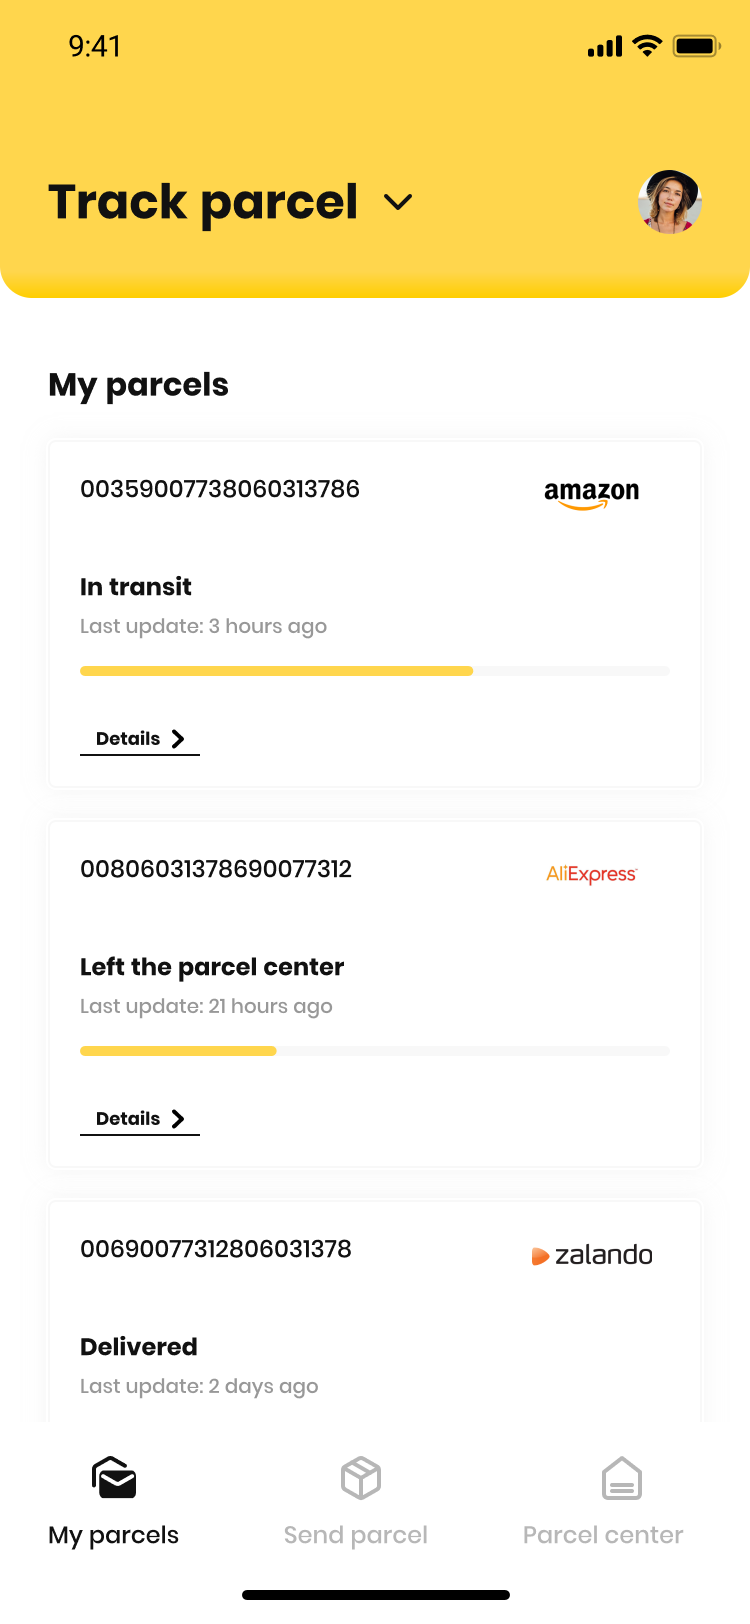 9:41
Track parcel
My parcels
00359007738060313786
amazon
In transit
Last update: 3 hours ago
Details
00806031378690077312
AliExpress
Left the parcel center
Last update: 21 hours ago
Details
00690077312806031378
zalando
Delivered
Last update: 2 days ago
My parcels
Send parcel
Parcel center